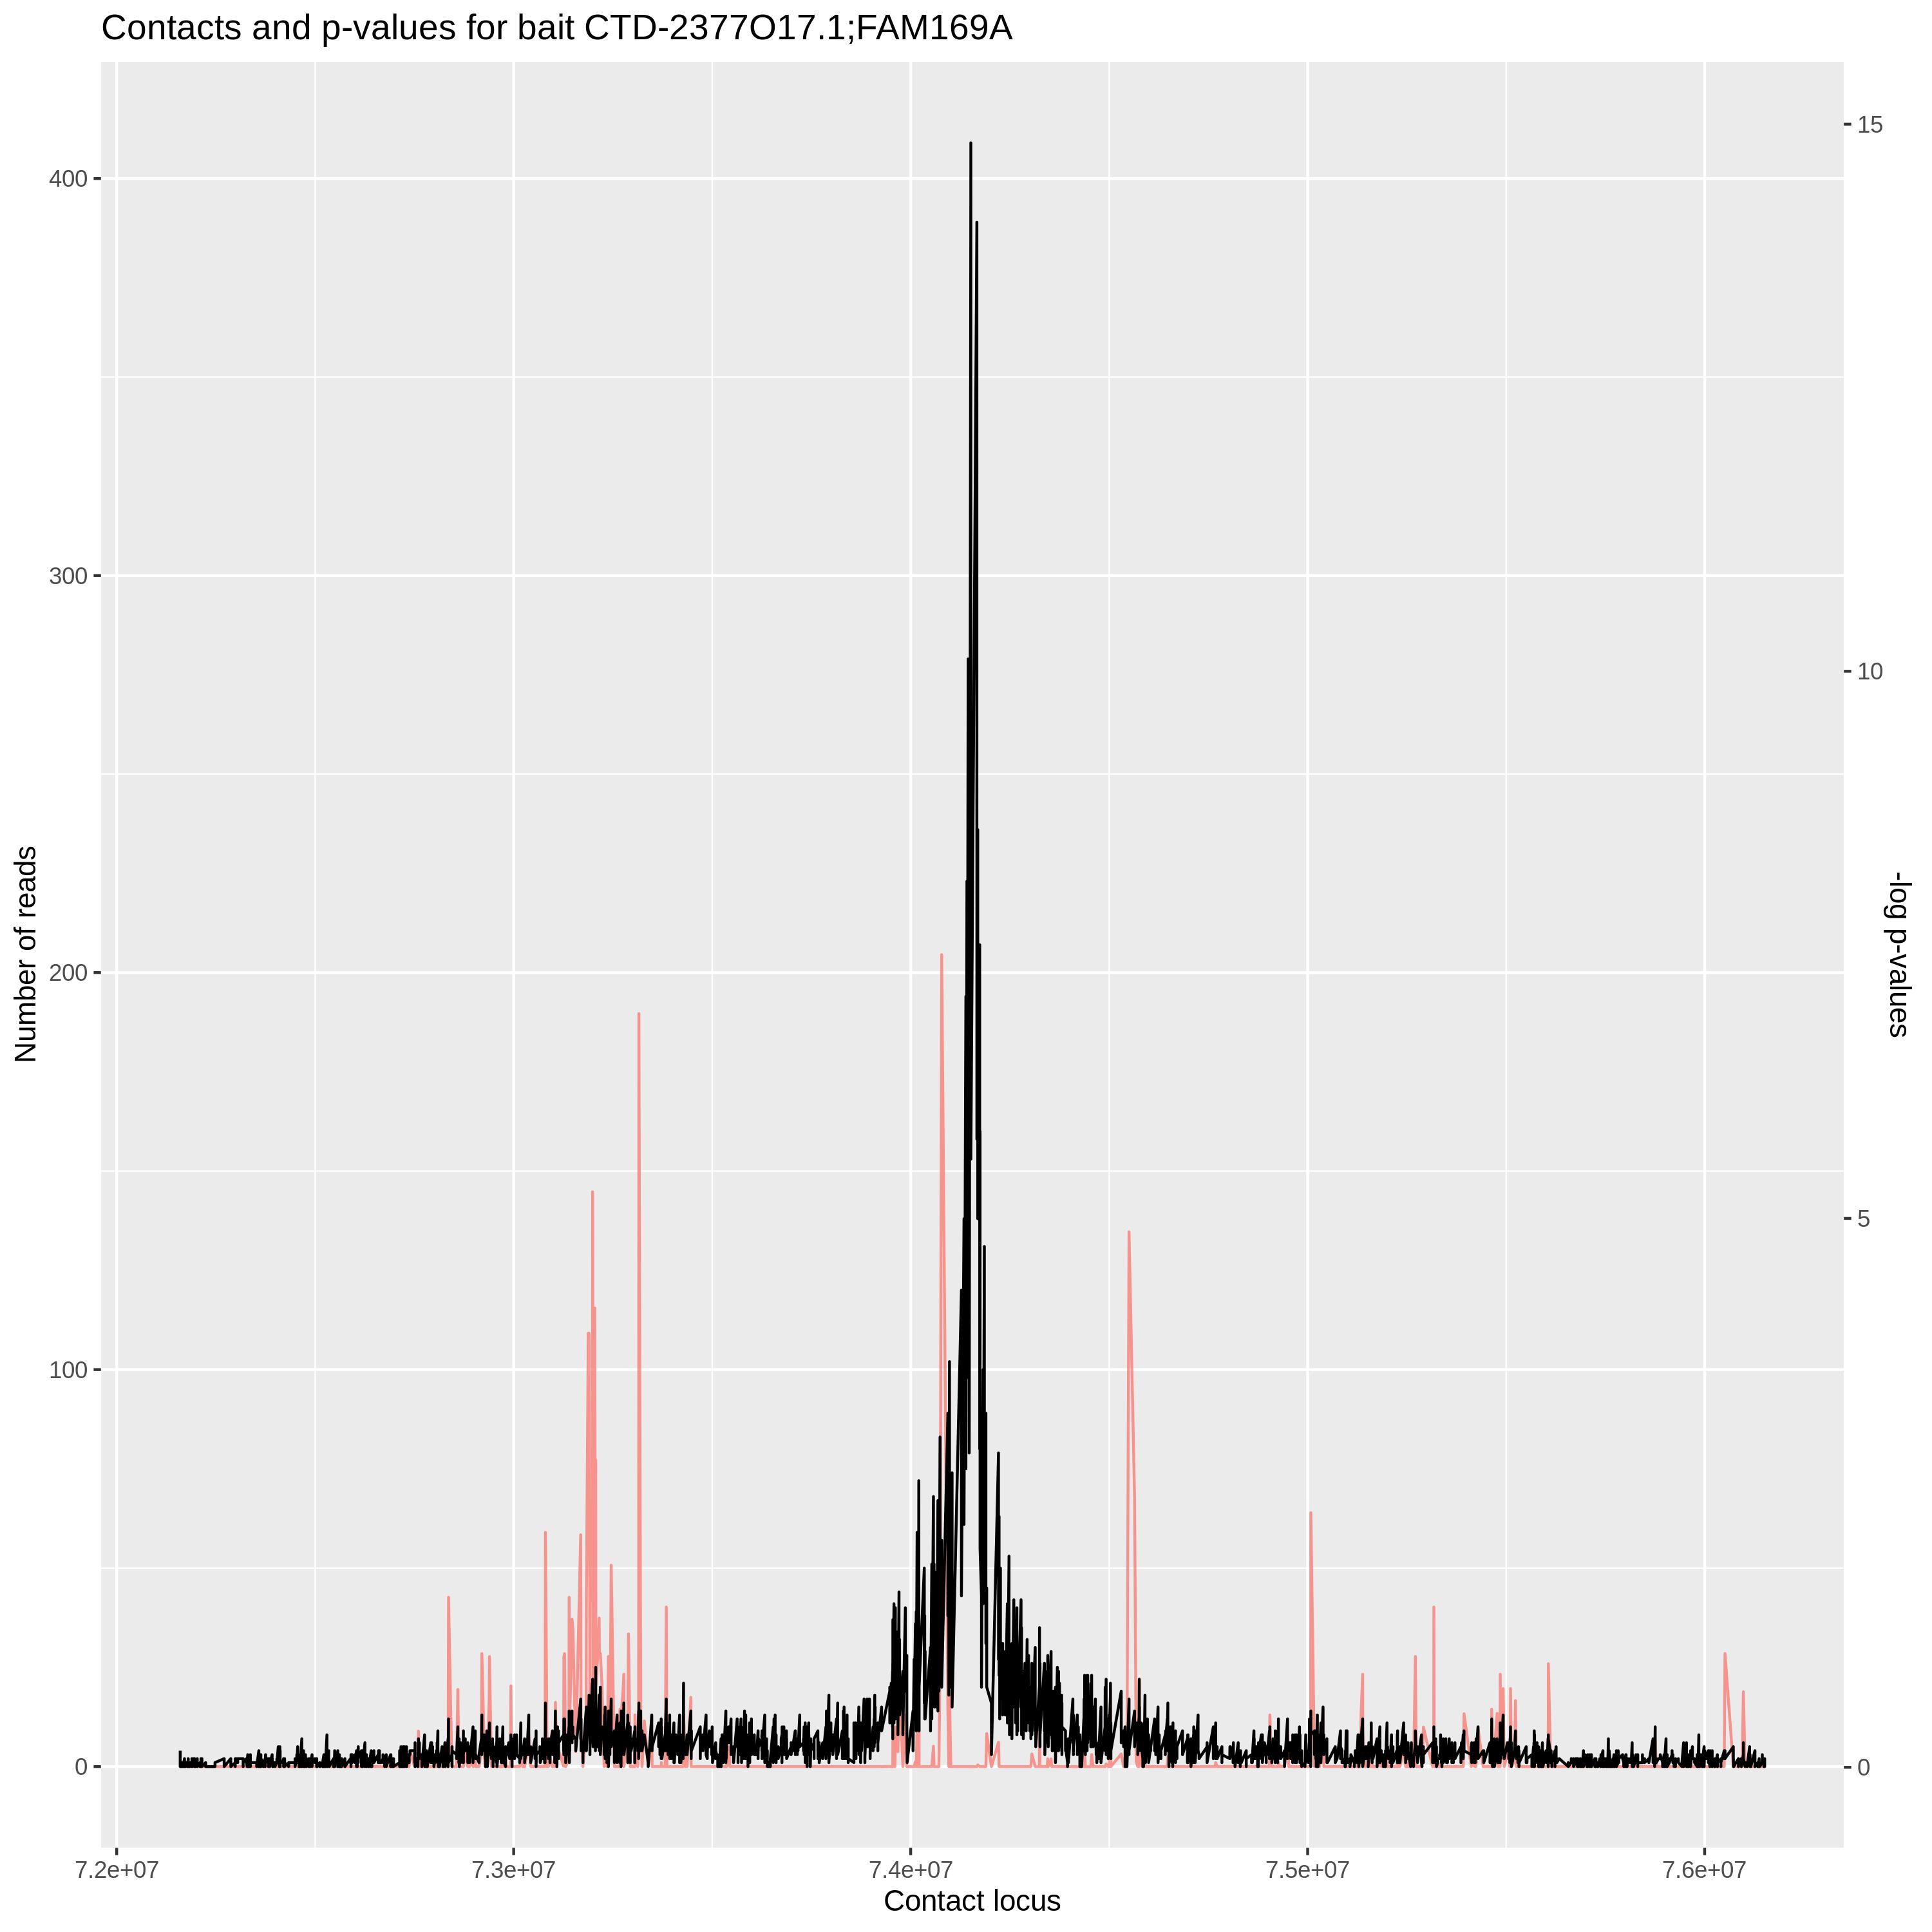 Contacts and p-values for bait CTD-2377O17.1;FAM169A
400
300
200
100
0
Number of reads
15
10
5
0
-log p-values
7.2e+07
7.3e+07
7.4e+07
7.5e+07
7.6e+07
Contact locus